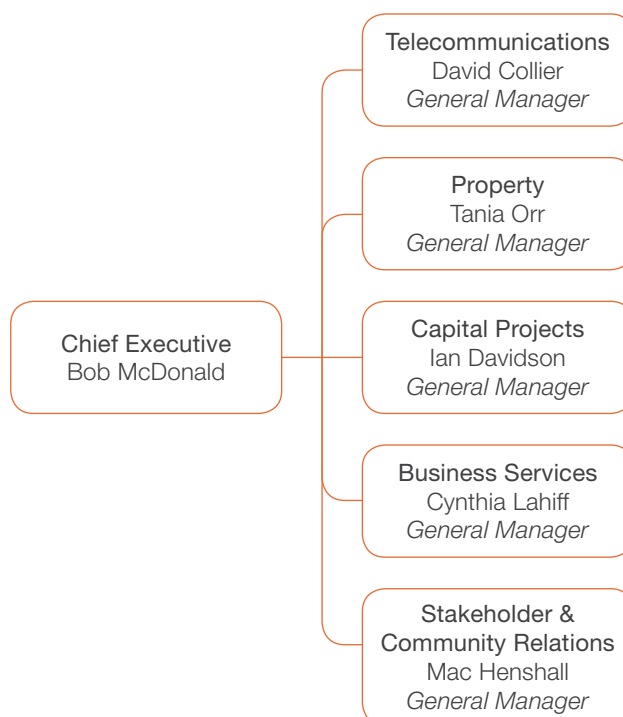 Telecommunications
David Collier
General Manager
Property
Tania Orr
General Manager
Chief Executive
Bob McDonald
Capital Projects
Ian Davidson
General Manager
Business Services
Cynthia Lahiff
General Manager
Stakeholder &
Community Relations
Mac Henshall
General Manager